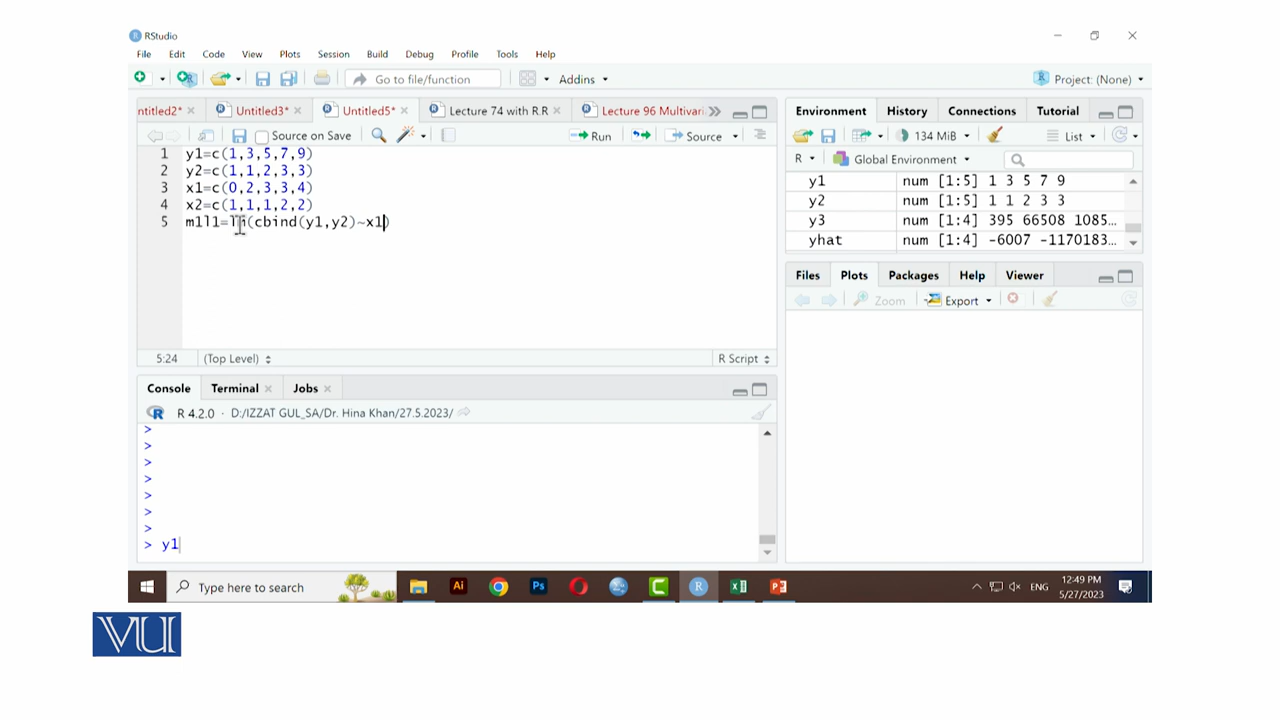 RStudio
File Edit Code View Plots Session Build Debug Profile Tools Help
Go to file/function Addins Project: (None)
ntitled2* Untitled3* Untitled5* Lecture 74 with R.R Lecture 96 Multivari
Source on Save Run Source
1 y1=c(1,3,5,7,9)
2 y2=c(1,1,2,3,3)
3 x1=c(0,2,3,3,4)
4 x2=c(1,1,1,2,2)
5 m1l1=lm(cbind(y1,y2)~x1)
5:24 (Top Level) R Script
Console Terminal Jobs
R 4.2.0 · D:/IZZAT GUL_SA/Dr. Hina Khan/27.5.2023/
>
>
>
>
>
>
>
> y1
Environment History Connections Tutorial
134 MiB List
R Global Environment
y1 num [1:5] 1 3 5 7 9
y2 num [1:5] 1 1 2 3 3
y3 num [1:4] 395 66508 1085…
yhat num [1:4] -6007 -1170183…
Files Plots Packages Help Viewer
Zoom Export
Type here to search Ai Ps R ENG 12:49 PM
5/27/2023
VU